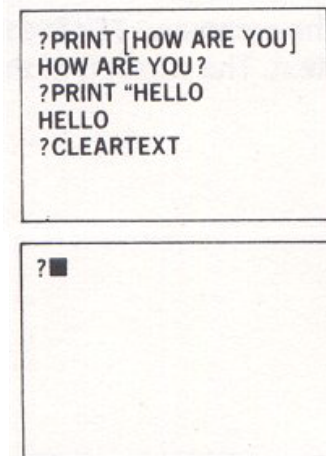 ?PRINT [HOW ARE YOU]
HOW ARE YOU?
?PRINT “HELLO
HELLO
?CLEARTEXT
?■